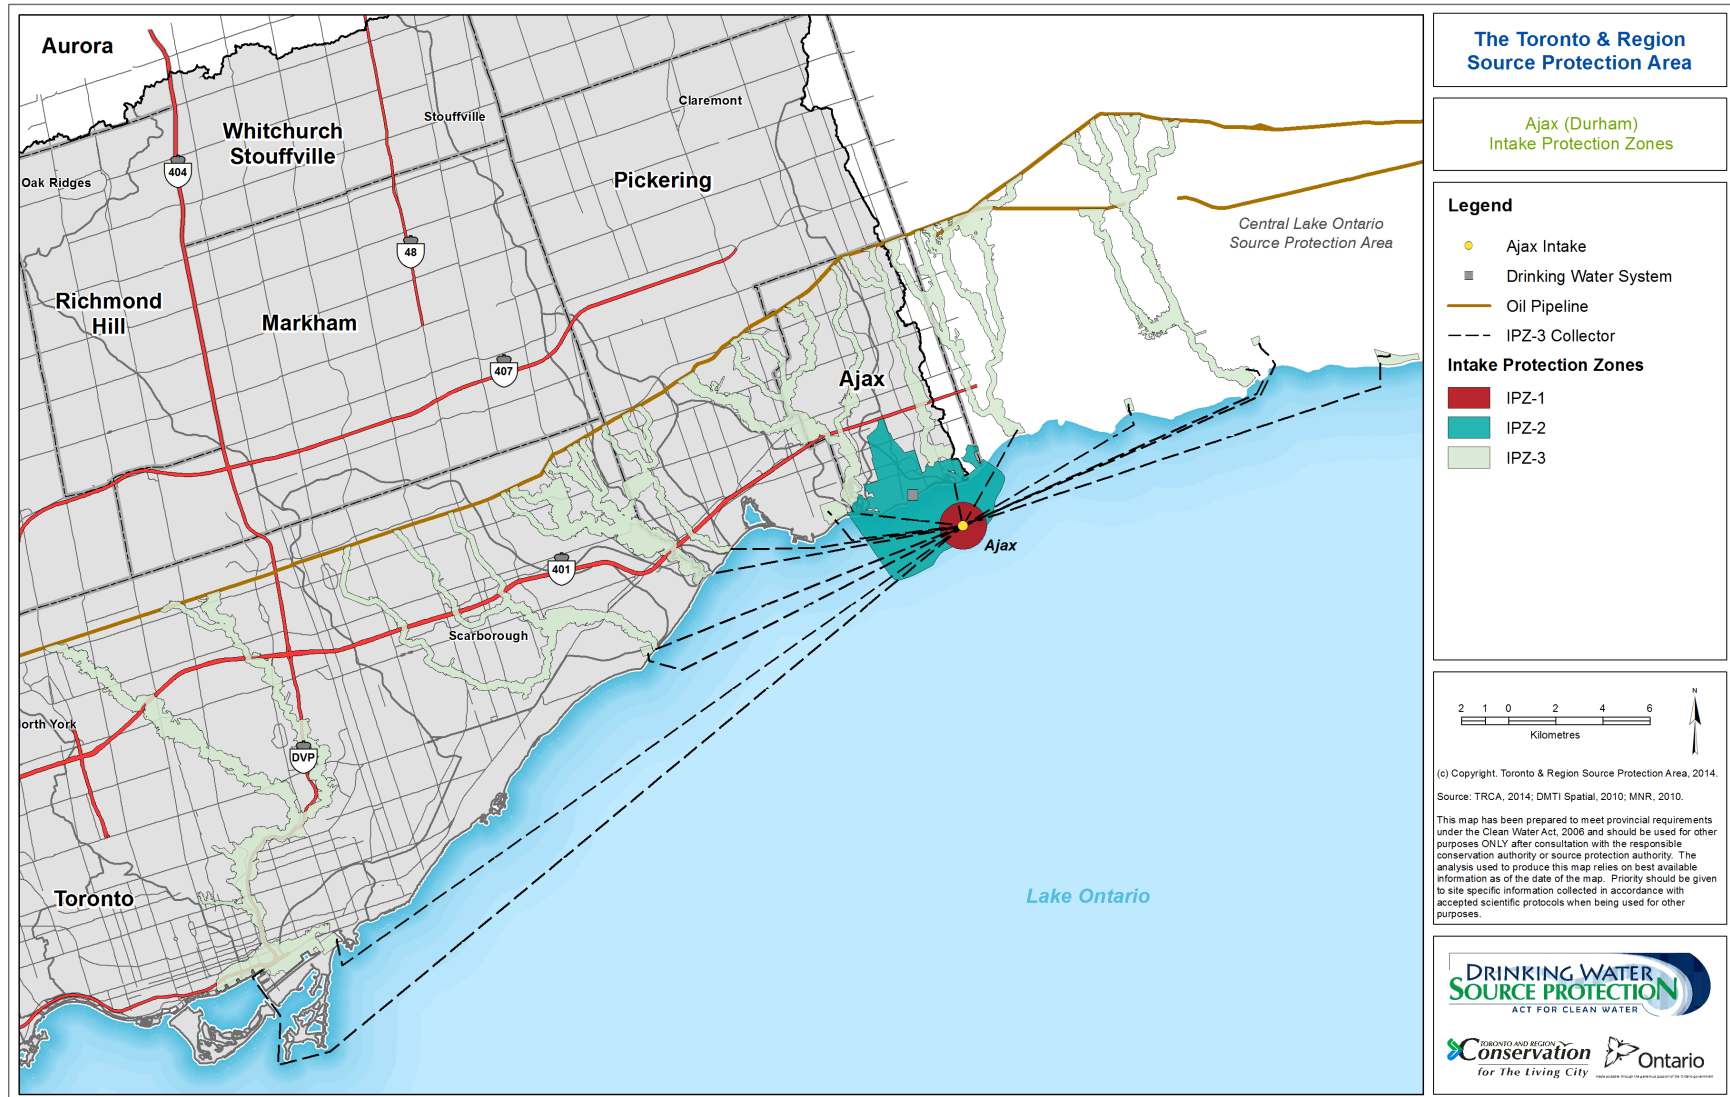 Aurora
Whitchurch
Stouffville
Stouffville
Claremont
404
Oak Ridges
Pickering
48
Richmond
Hill
Markham
407
Ajax
Central Lake Ontario
Source Protection Area
Ajax
401
Scarborough
orth York
DVP
Toronto
Lake Ontario
The Toronto & Region
Source Protection Area
Ajax (Durham)
Intake Protection Zones
Legend
Ajax Intake
Drinking Water System
Oil Pipeline
IPZ-3 Collector
Intake Protection Zones
IPZ-1
IPZ-2
IPZ-3
N
2 1 0 2 4 6
Kilometres
(c) Copyright. Toronto & Region Source Protection Area, 2014.
Source: TRCA, 2014; DMTI Spatial, 2010; MNR, 2010.
This map has been prepared to meet provincial requirements
under the Clean Water Act, 2006 and should be used for other
purposes ONLY after consultation with the responsible
conservation authority or source protection authority. The
analysis used to produce this map relies on best available
information as of the date of the map. Priority should be given
to site specific information collected in accordance with
accepted scientific protocols when being used for other
purposes.
DRINKING WATER
SOURCE PROTECTION
ACT FOR CLEAN WATER
TORONTO AND REGION
Conservation
for The Living City
Ontario